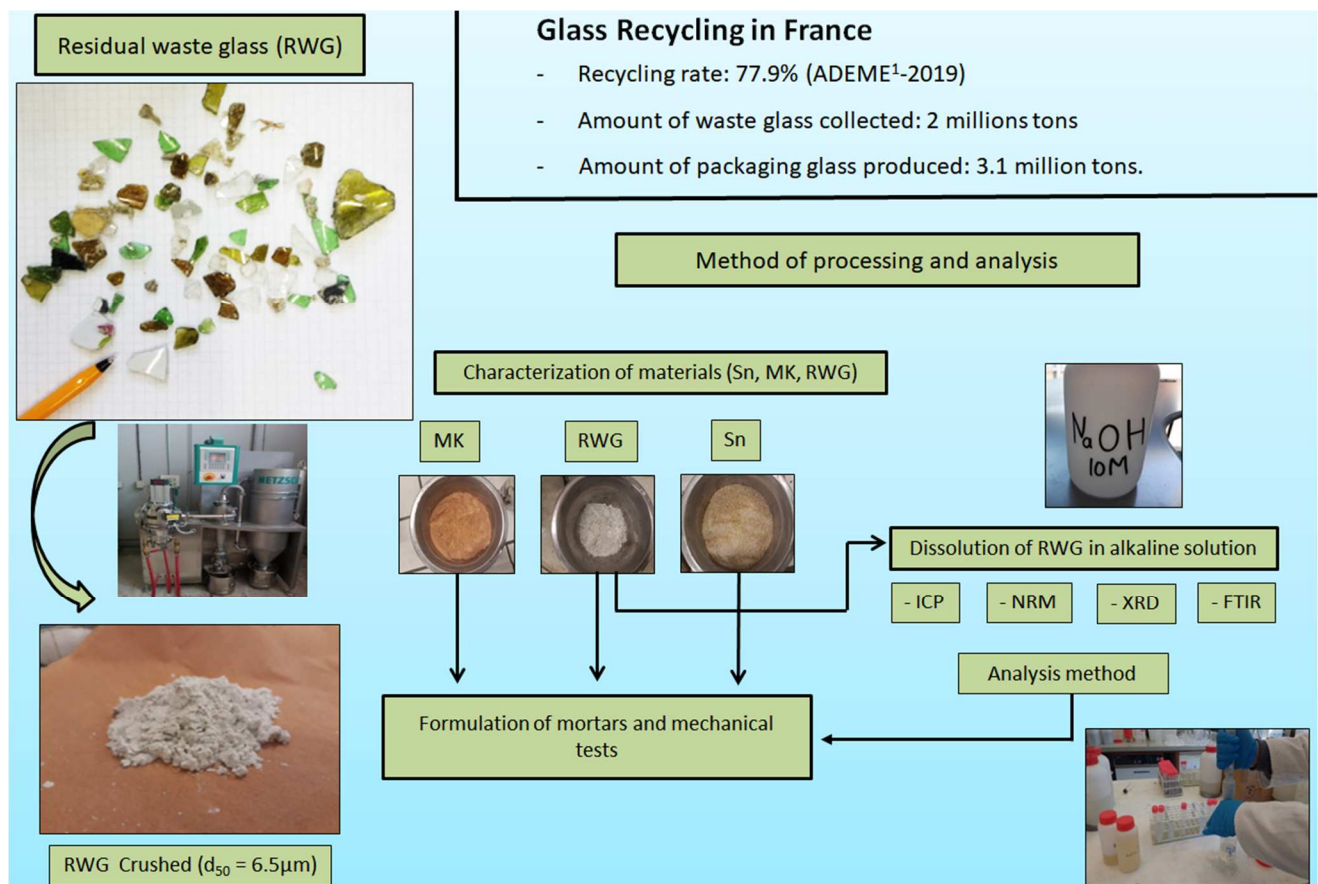 Residual waste glass (RWG)
Glass Recycling in France
- Recycling rate: 77.9% (ADEME¹-2019)
- Amount of waste glass collected: 2 millions tons
- Amount of packaging glass produced: 3.1 million tons.
Method of processing and analysis
Characterization of materials (Sn, MK, RWG)
MK
RWG
Sn
NETZSC
NaOH
10M
Dissolution of RWG in alkaline solution
- ICP
- NRM
- XRD
- FTIR
Analysis method
Formulation of mortars and mechanical
tests
RWG Crushed (d₅₀ = 6.5µm)